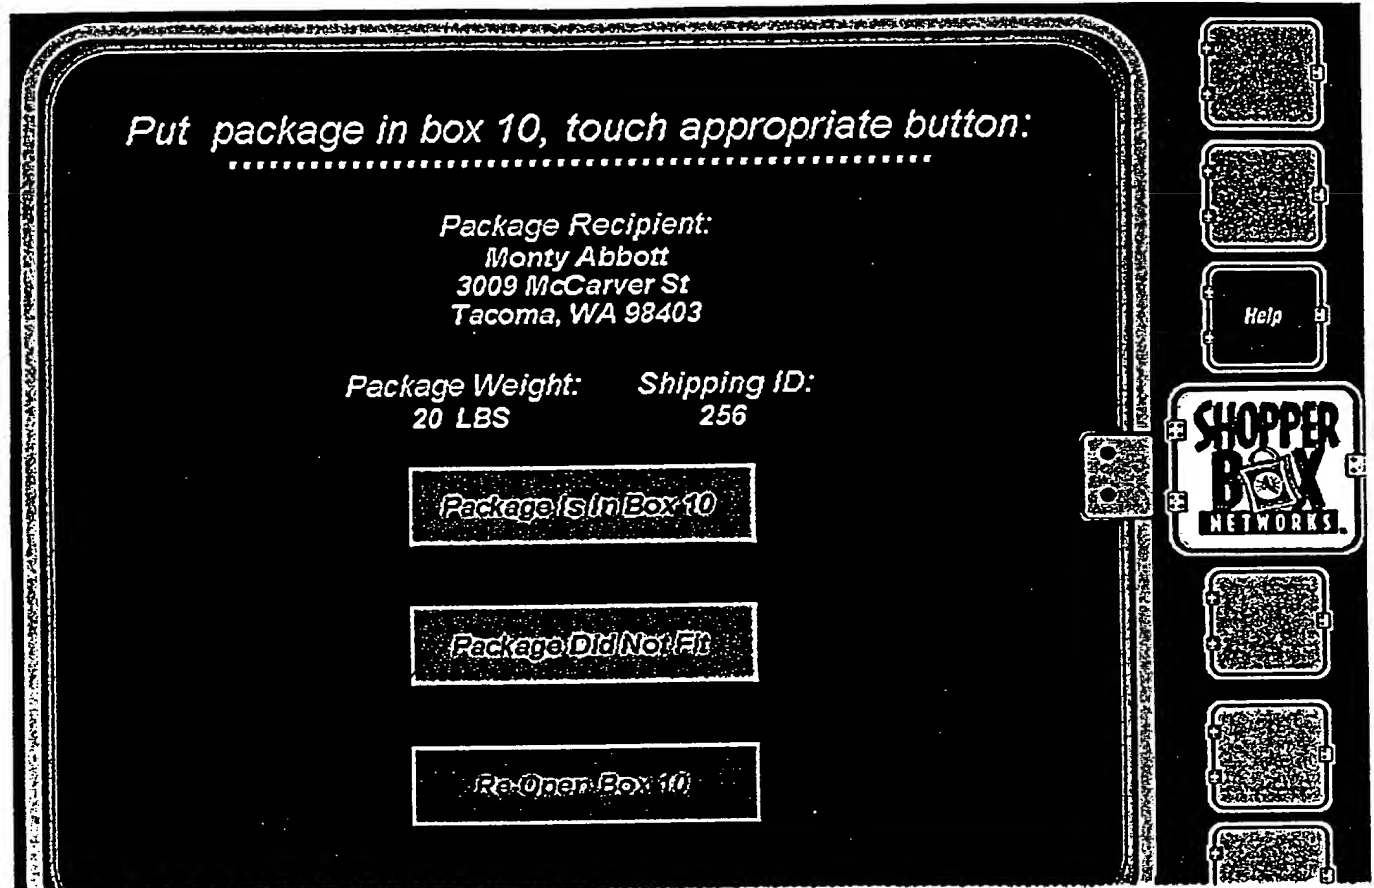 Put package in box 10, touch appropriate button:
Package Recipient:
Monty Abbott
3009 McCarver St
Tacoma, WA 98403
Package Weight: Shipping ID:
20 LBS 256
Package Is In Box 10
Package Did Not Fit
Re-Open Box 10
Help
SHOPPER
BOX
NETWORKS